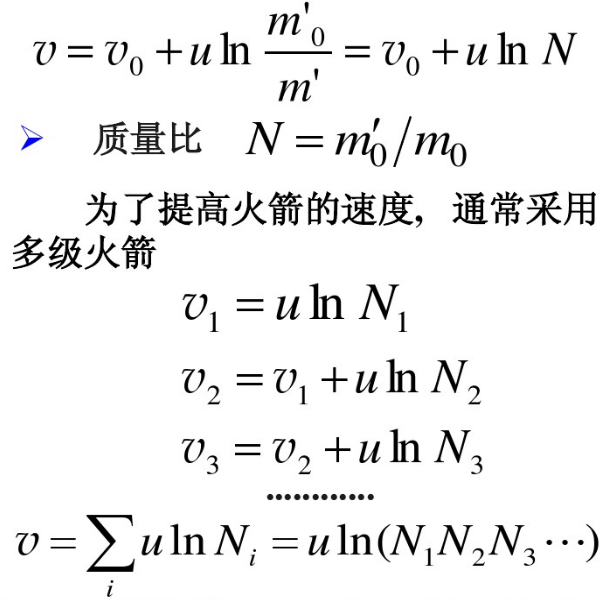 v = v₀ + u ln m'₀/m' = v₀ + u ln N
➢ 质量比 N = m′₀/m₀
为了提高火箭的速度，通常采用
多级火箭
v₁ = u ln N₁
v₂ = v₁ + u ln N₂
v₃ = v₂ + u ln N₃
…………
v = ∑ᵢ u ln Nᵢ = u ln(N₁N₂N₃⋯)